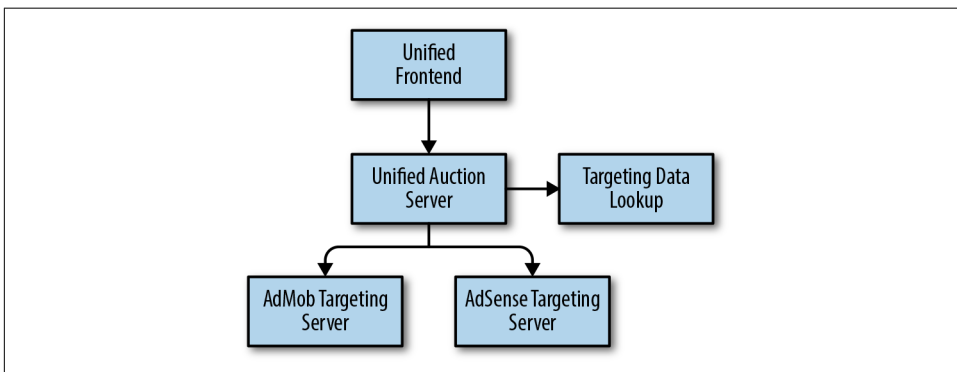 Unified
Frontend
Unified Auction
Server
Targeting Data
Lookup
AdMob Targeting
Server
AdSense Targeting
Server